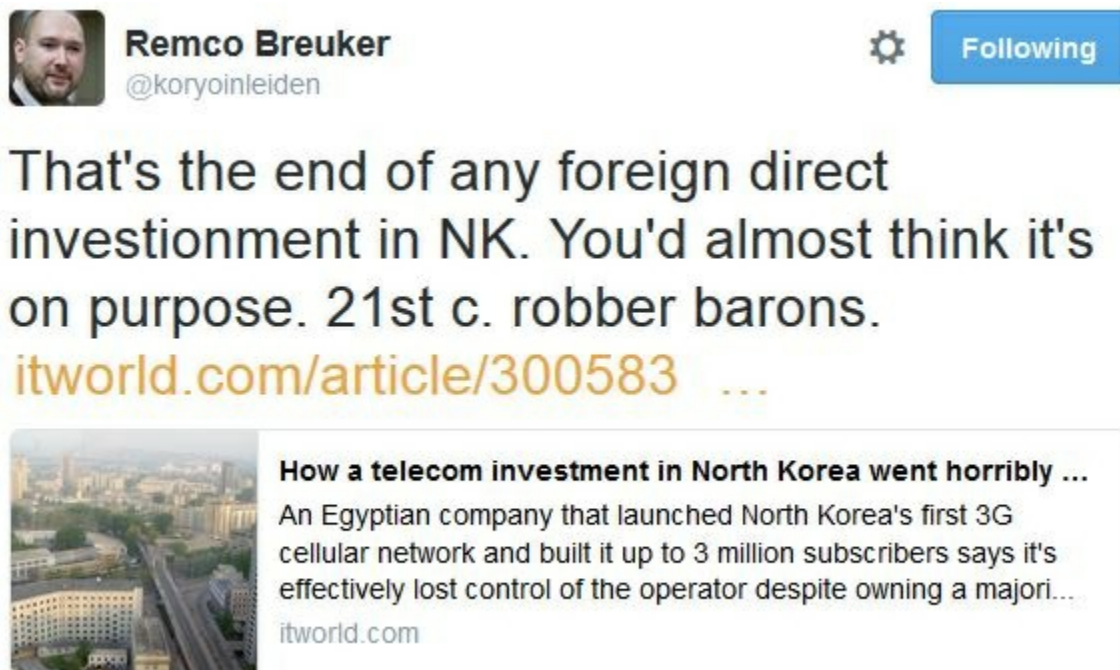 Remco Breuker
@koryoinleiden
Following
That's the end of any foreign direct
investionment in NK. You'd almost think it's
on purpose. 21st c. robber barons.
itworld.com/article/300583 ...
How a telecom investment in North Korea went horribly ...
An Egyptian company that launched North Korea's first 3G
cellular network and built it up to 3 million subscribers says it's
effectively lost control of the operator despite owning a majori...
itworld.com